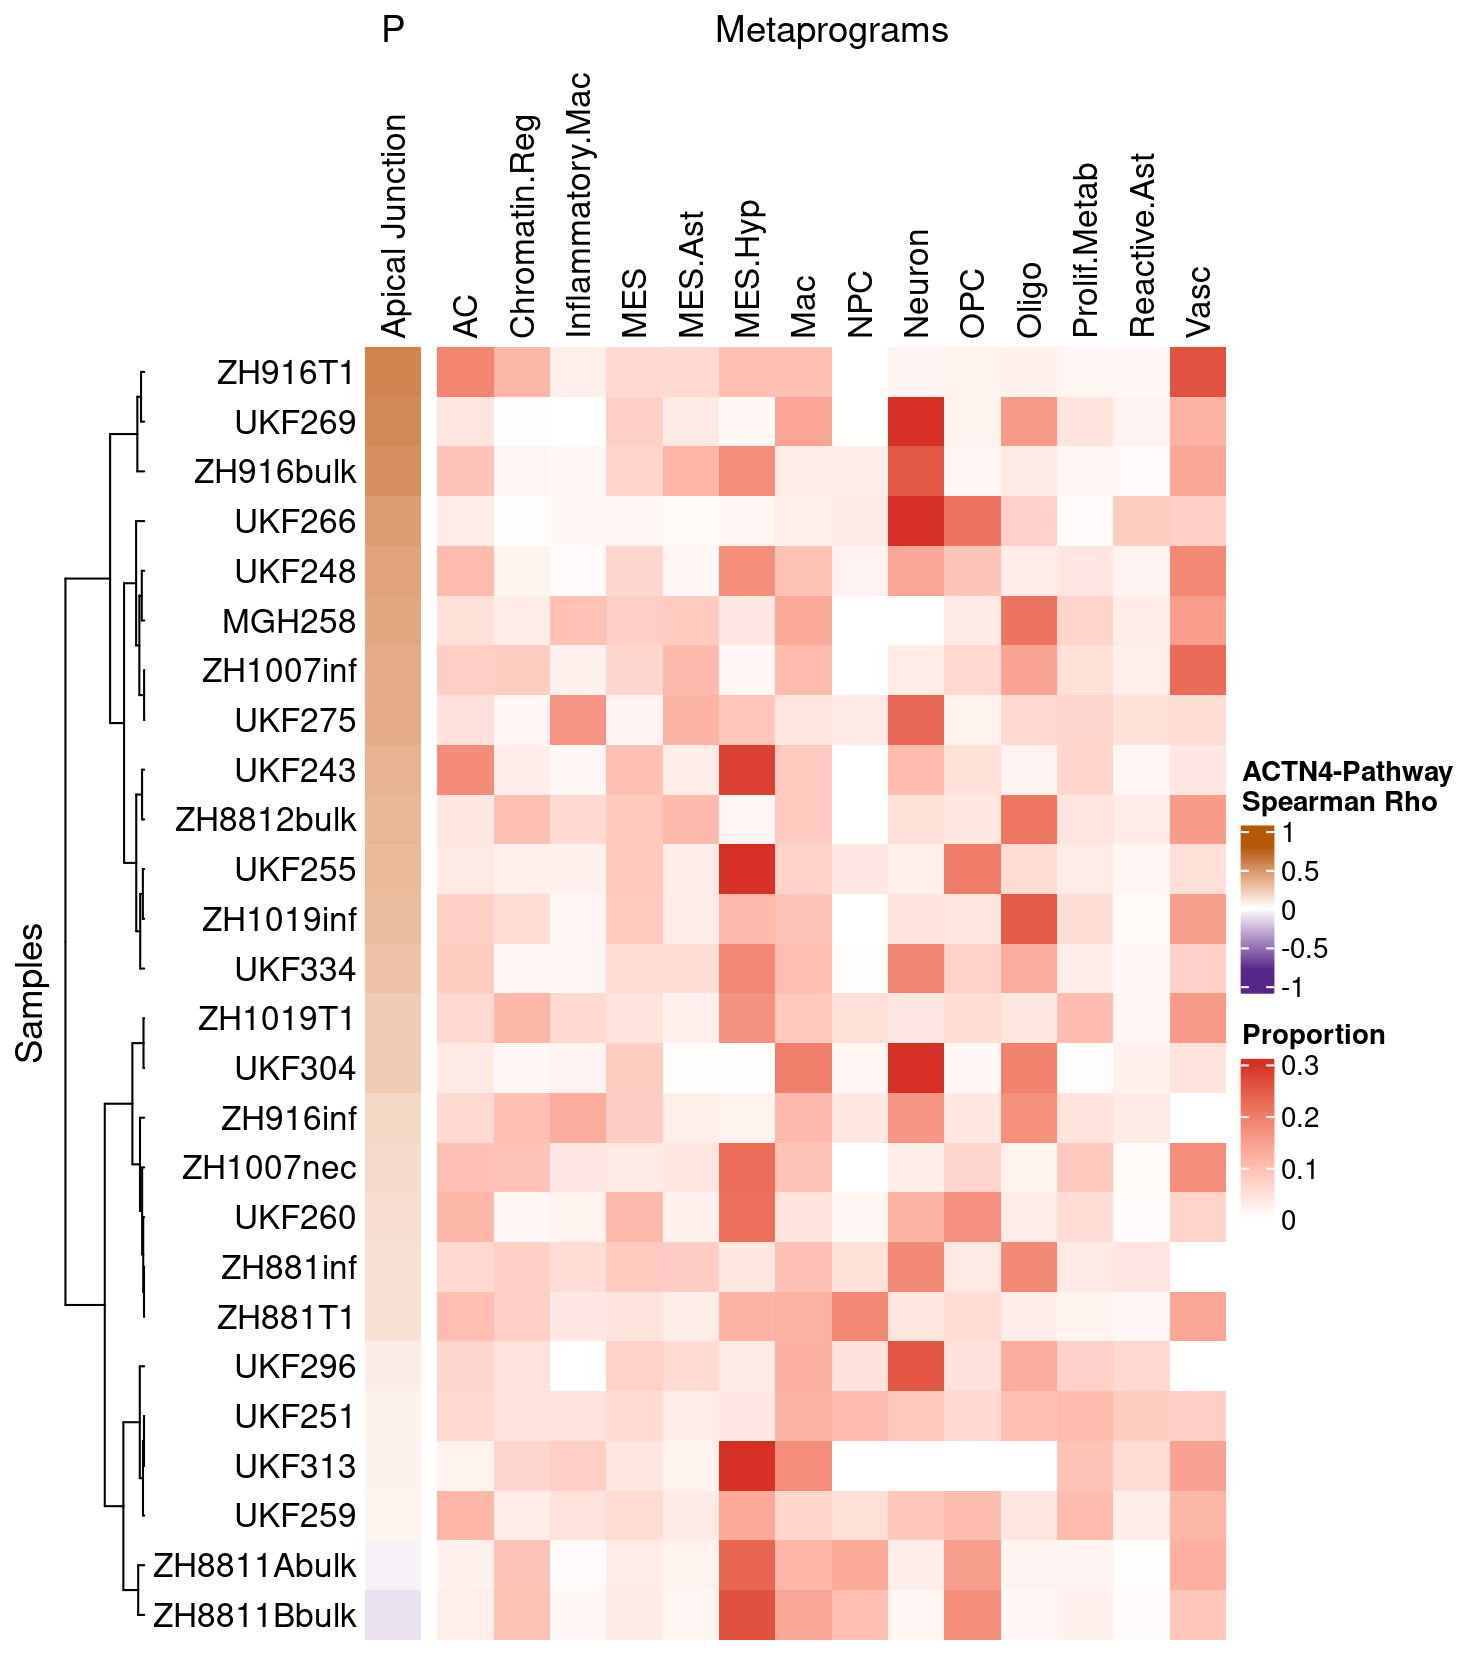 P
Metaprograms
Apical Junction
AC
Chromatin.Reg
Inflammatory.Mac
MES
MES.Ast
MES.Hyp
Mac
NPC
Neuron
OPC
Oligo
Prolif.Metab
Reactive.Ast
Vasc
Samples
ZH916T1
UKF269
ZH916bulk
UKF266
UKF248
MGH258
ZH1007inf
UKF275
UKF243
ZH8812bulk
UKF255
ZH1019inf
UKF334
ZH1019T1
UKF304
ZH916inf
ZH1007nec
UKF260
ZH881inf
ZH881T1
UKF296
UKF251
UKF313
UKF259
ZH8811Abulk
ZH8811Bbulk
ACTN4-Pathway
Spearman Rho
1
0.5
0
-0.5
-1
Proportion
0.3
0.2
0.1
0